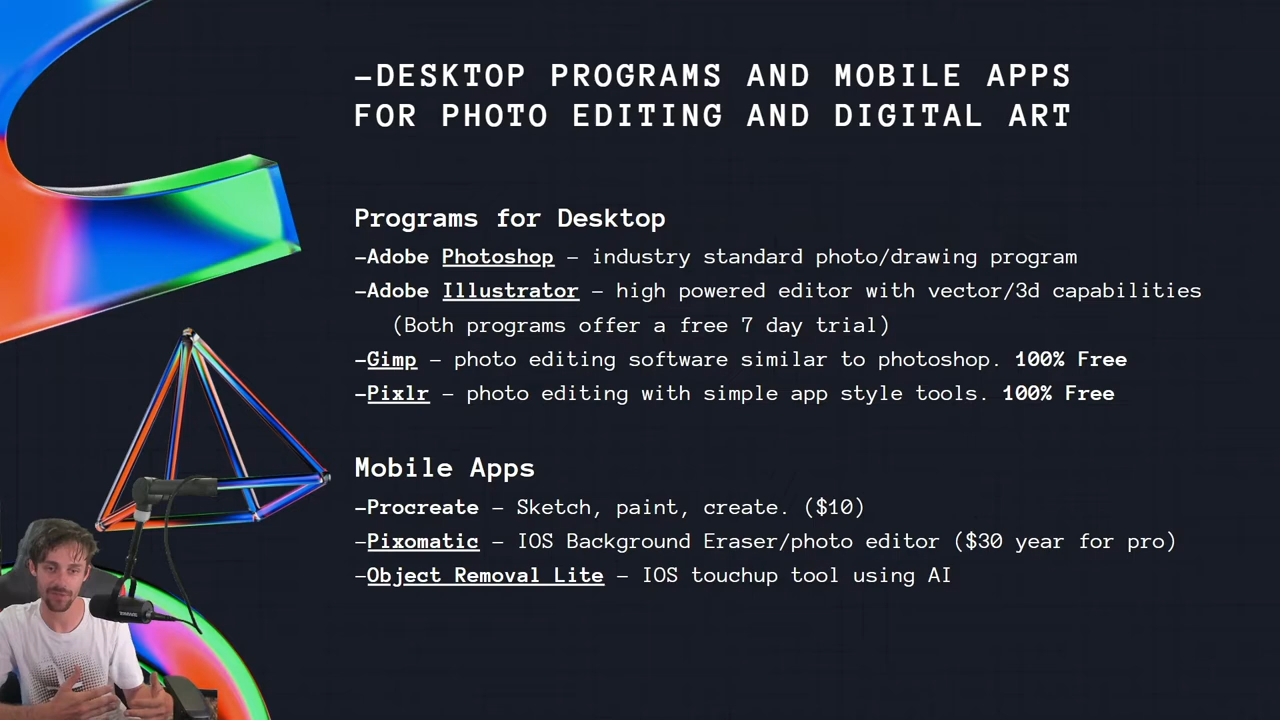 –DESKTOP PROGRAMS AND MOBILE APPS
FOR PHOTO EDITING AND DIGITAL ART
Programs for Desktop
–Adobe Photoshop – industry standard photo/drawing program
–Adobe Illustrator – high powered editor with vector/3d capabilities
(Both programs offer a free 7 day trial)
–Gimp – photo editing software similar to photoshop. 100% Free
–Pixlr – photo editing with simple app style tools. 100% Free
Mobile Apps
–Procreate – Sketch, paint, create. ($10)
–Pixomatic – IOS Background Eraser/photo editor ($30 year for pro)
–Object Removal Lite – IOS touchup tool using AI